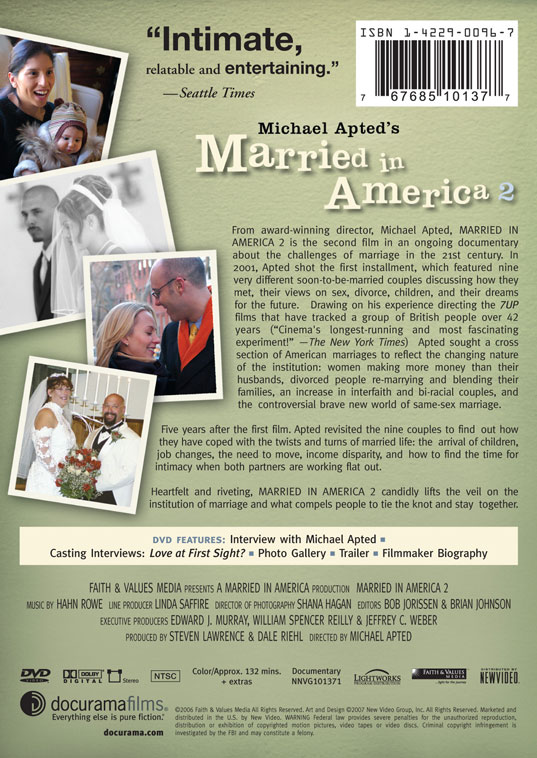 “Intimate,
relatable and entertaining.”
—Seattle Times
ISBN 1-4229-0096-7
7 67685 10137 7
Michael Apted's
Married in
America 2
From award-winning director, Michael Apted, MARRIED IN
AMERICA 2 is the second film in an ongoing documentary
about the challenges of marriage in the 21st century. In
2001, Apted shot the first installment, which featured nine
very different soon-to-be-married couples discussing how they
met, their views on sex, divorce, children, and their dreams
for the future. Drawing on his experience directing the 7UP
films that have tracked a group of British people over 42
years (“Cinema's longest-running and most fascinating
experiment!” —The New York Times) Apted sought a cross
section of American marriages to reflect the changing nature
of the institution: women making more money than their
husbands, divorced people re-marrying and blending their
families, an increase in interfaith and bi-racial couples, and
the controversial brave new world of same-sex marriage.
Five years after the first film. Apted revisited the nine couples to find out how
they have coped with the twists and turns of married life: the arrival of children,
job changes, the need to move, income disparity, and how to find the time for
intimacy when both partners are working flat out.
Heartfelt and riveting, MARRIED IN AMERICA 2 candidly lifts the veil on the
institution of marriage and what compels people to tie the knot and stay together.
DVD FEATURES: Interview with Michael Apted ■
Casting Interviews: Love at First Sight? ■ Photo Gallery ■ Trailer ■ Filmmaker Biography
FAITH & VALUES MEDIA PRESENTS A MARRIED IN AMERICA PRODUCTION MARRIED IN AMERICA 2
MUSIC BY HAHN ROWE LINE PRODUCER LINDA SAFFIRE DIRECTOR OF PHOTOGRAPHY SHANA HAGAN EDITORS BOB JORISSEN & BRIAN JOHNSON
EXECUTIVE PRODUCERS EDWARD J. MURRAY, WILLIAM SPENCER REILLY & JEFFREY C. WEBER
PRODUCED BY STEVEN LAWRENCE & DALE RIEHL DIRECTED BY MICHAEL APTED
DVD VIDEO DOLBY DIGITAL Stereo NTSC
Color/Approx. 132 mins.
+ extras
Documentary
NNVG101371
LIGHTWORKS
FAITH & VALUES
MEDIA
DISTRIBUTED BY
NEWVIDEO
docuramafilms®
Everything else is pure fiction.
docurama.com
©2006 Faith & Values Media All Rights Reserved. Art and Design ©2007 New Video Group, Inc. All Rights Reserved. Marketed and
distributed in the U.S. by New Video. WARNING Federal law provides severe penalties for the unauthorized reproduction,
distribution or exhibition of copyrighted motion pictures, video tapes or video discs. Criminal copyright infringement is
investigated by the FBI and may constitute a felony.